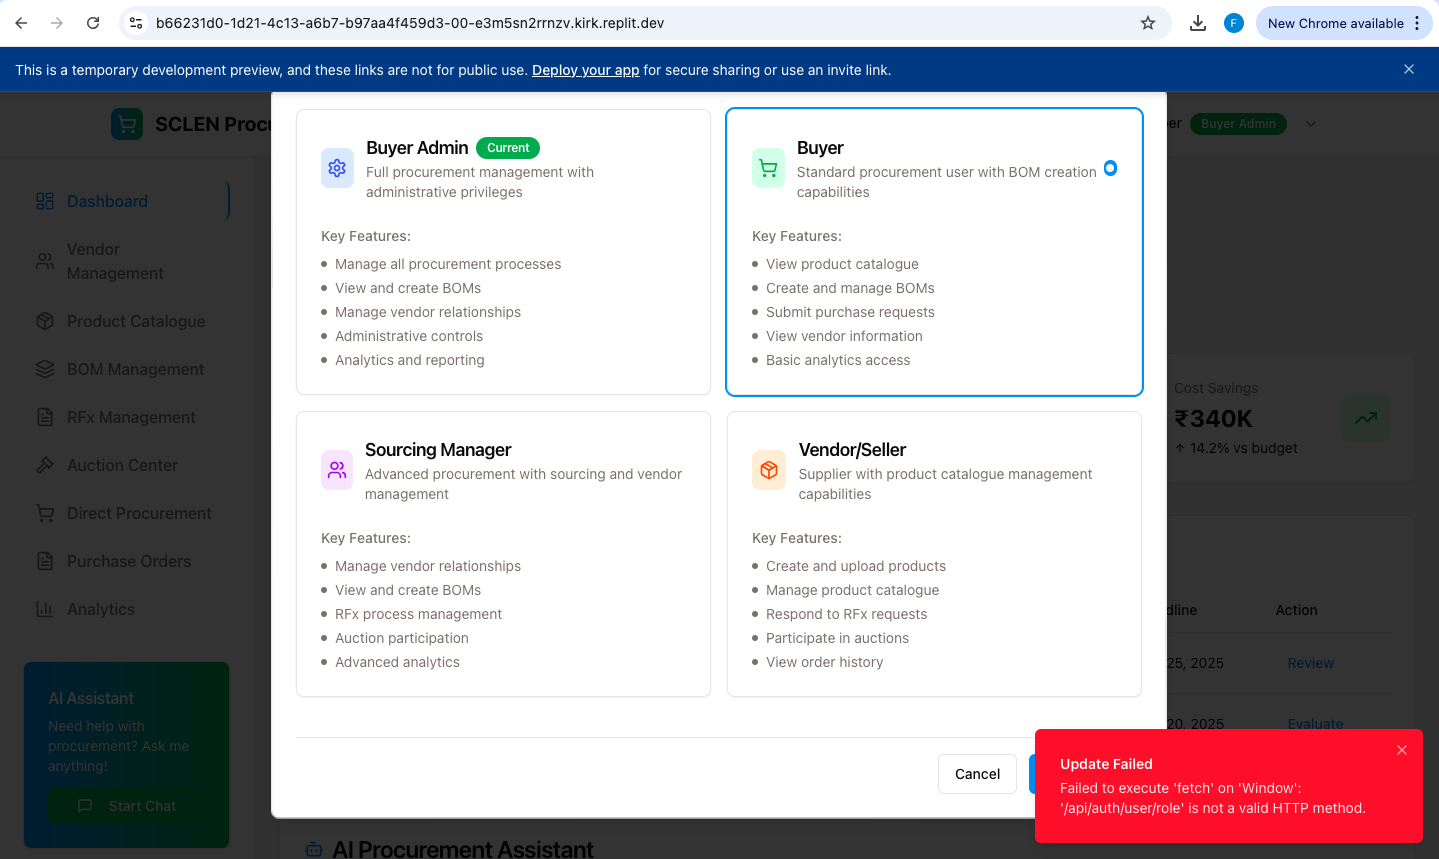 b66231d0-1d21-4c13-a6b7-b97aa4f459d3-00-e3m5sn2rrnzv.kirk.replit.dev
F
New Chrome available
This is a temporary development preview, and these links are not for public use. Deploy your app for secure sharing or use an invite link.
SCLEN Procu
er
Buyer Admin
Dashboard
Vendor
Management
Product Catalogue
BOM Management
RFx Management
Auction Center
Direct Procurement
Purchase Orders
Analytics
AI Assistant
Need help with
procurement? Ask me
anything!
Start Chat
Buyer Admin
Current
Full procurement management with
administrative privileges
Key Features:
Manage all procurement processes
View and create BOMs
Manage vendor relationships
Administrative controls
Analytics and reporting
Buyer
Standard procurement user with BOM creation
capabilities
Key Features:
View product catalogue
Create and manage BOMs
Submit purchase requests
View vendor information
Basic analytics access
Sourcing Manager
Advanced procurement with sourcing and vendor
management
Key Features:
Manage vendor relationships
View and create BOMs
RFx process management
Auction participation
Advanced analytics
Vendor/Seller
Supplier with product catalogue management
capabilities
Key Features:
Create and upload products
Manage product catalogue
Respond to RFx requests
Participate in auctions
View order history
Cancel
Cost Savings
₹340K
↑ 14.2% vs budget
dline
Action
25, 2025
Review
20, 2025
Evaluate
Update Failed
Failed to execute 'fetch' on 'Window':
'/api/auth/user/role' is not a valid HTTP method.
AI Procurement Assistant